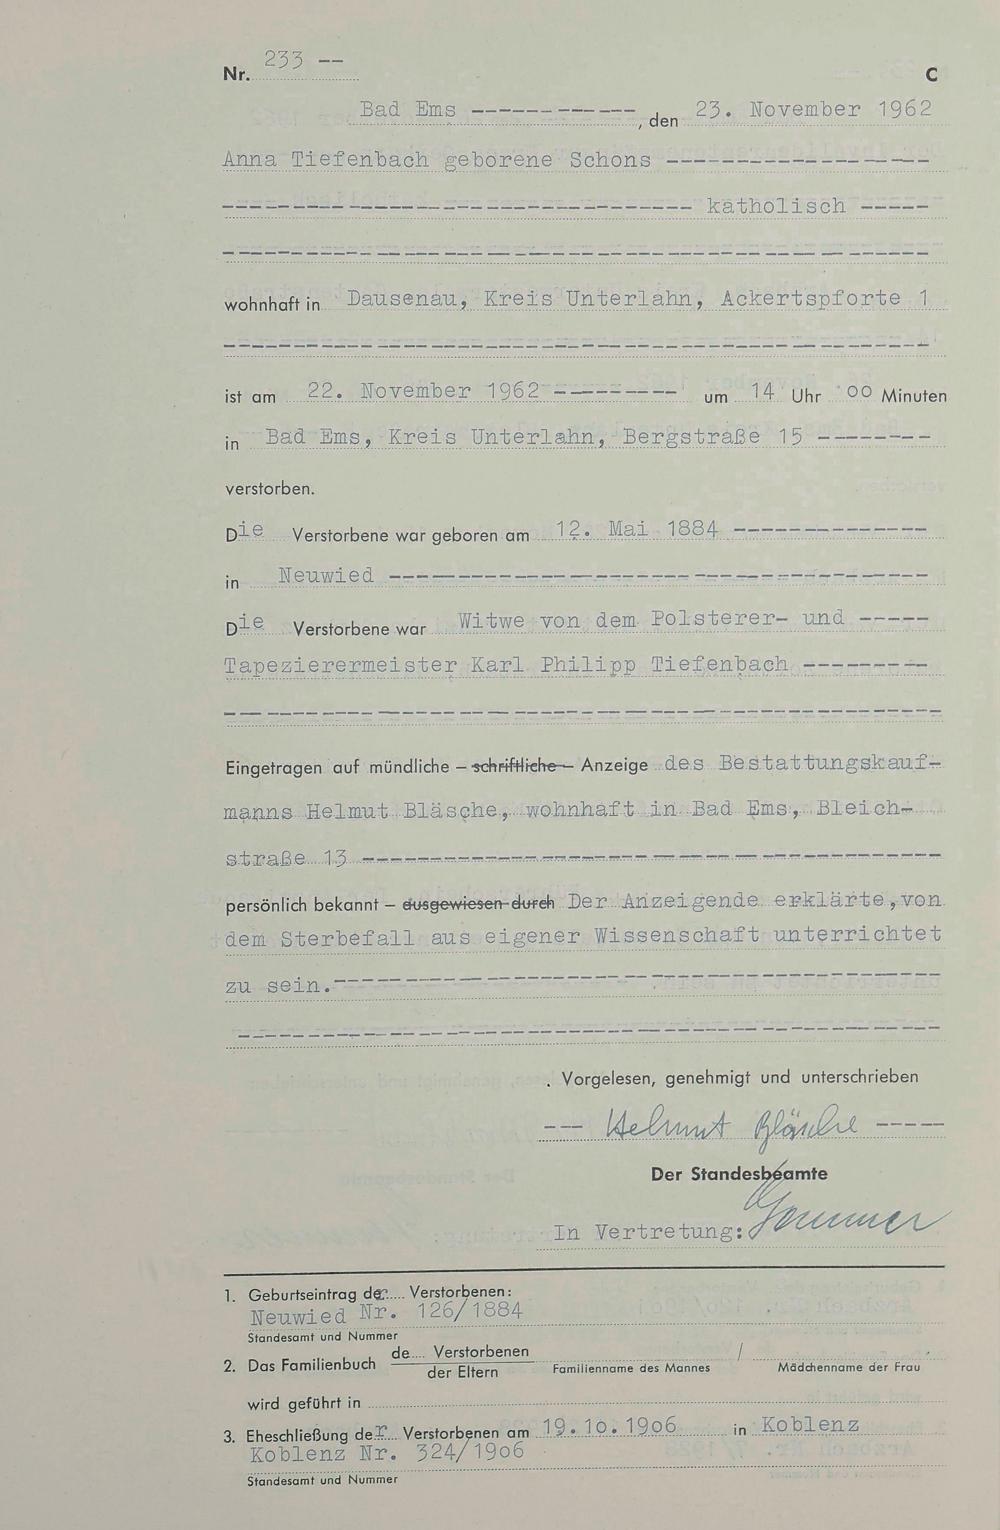 Nr. 233 --
C
Bad Ems ------------, den 23. November 1962
Anna Tiefenbach geborene Schons -------------------
---------------------------------- katholisch -----
---------------------------------------------------
wohnhaft in Dausenau, Kreis Unterlahn, Ackertspforte 1
---------------------------------------------------
ist am 22. November 1962 --------- um 14 Uhr 00 Minuten
in Bad Ems, Kreis Unterlahn, Bergstraße 15 --------
verstorben.
Die Verstorbene war geboren am 12. Mai 1884 --------------
in Neuwied ---------------------------------------
Die Verstorbene war Witwe von dem Polsterer- und -----
Tapezierermeister Karl Philipp Tiefenbach ---------
---------------------------------------------------
Eingetragen auf mündliche – schriftliche – Anzeige des Bestattungskauf-
manns Helmut Bläsche, wohnhaft in Bad Ems, Bleich-
straße 13 ------------------------------------------
persönlich bekannt – ausgewiesen durch Der Anzeigende erklärte, von
dem Sterbefall aus eigener Wissenschaft unterrichtet
zu sein.--------------------------------------------
---------------------------------------------------
Vorgelesen, genehmigt und unterschrieben
--- Helmut Bläsche -----
Der Standesbeamte
In Vertretung: Sommer
1. Geburtseintrag der Verstorbenen:
Neuwied Nr. 126/1884
Standesamt und Nummer
2. Das Familienbuch de.... Verstorbenen / 
der Eltern Familienname des Mannes Mädchenname der Frau
wird geführt in
3. Eheschließung der Verstorbenen am 19.10.1906 in Koblenz
Koblenz Nr. 324/1906
Standesamt und Nummer